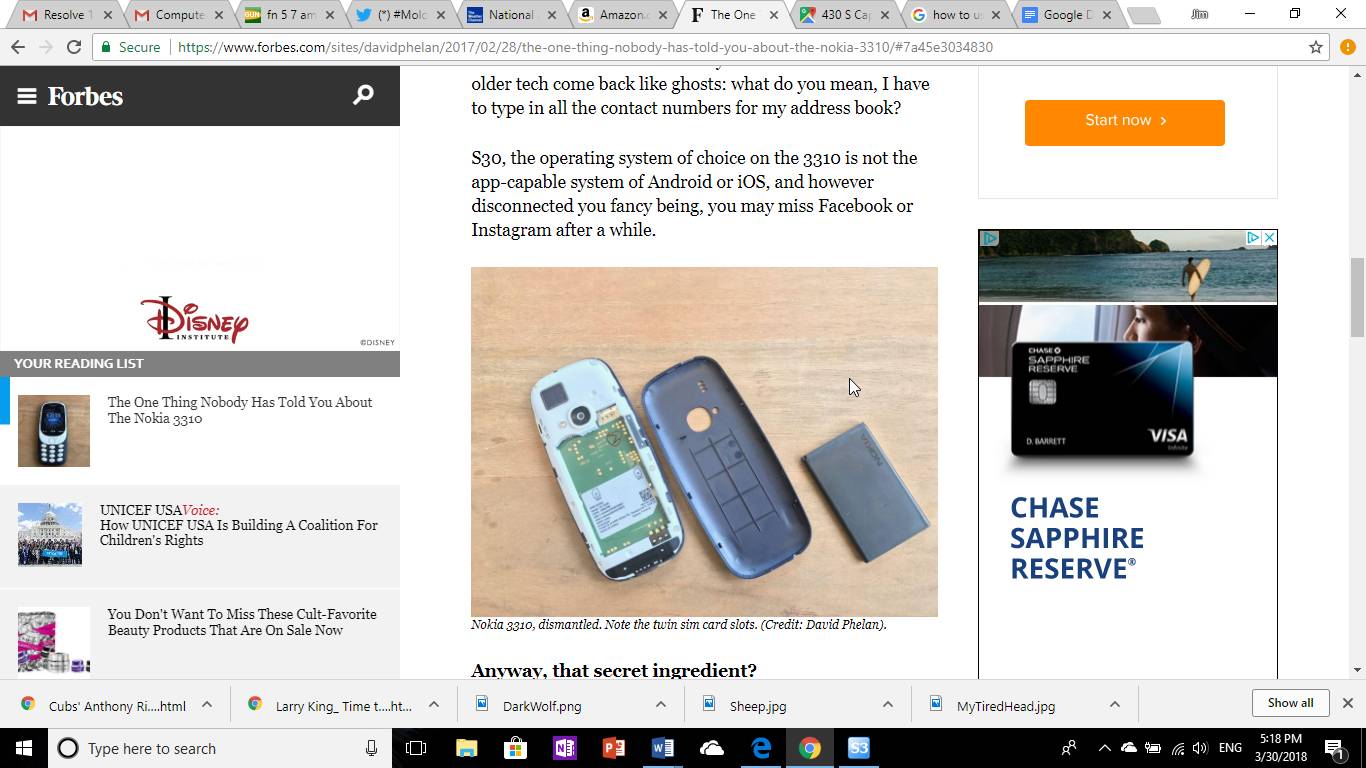 Resolve T
Compute
fn 5 7 am
(*) #Mol
National
Amazon.c
The One
430 S Ca
how to u
Google D
Jim
Secure
https://www.forbes.com/sites/davidphelan/2017/02/28/the-one-thing-nobody-has-told-you-about-the-nokia-3310/#7a45e3034830
Forbes
DISNEY
INSTITUTE
©DISNEY
YOUR READING LIST
The One Thing Nobody Has Told You About
The Nokia 3310
UNICEF USAVoice:
How UNICEF USA Is Building A Coalition For
Children's Rights
You Don't Want To Miss These Cult-Favorite
Beauty Products That Are On Sale Now
older tech come back like ghosts: what do you mean, I have
to type in all the contact numbers for my address book?
S30, the operating system of choice on the 3310 is not the
app-capable system of Android or iOS, and however
disconnected you fancy being, you may miss Facebook or
Instagram after a while.
NOKIA
Nokia 3310, dismantled. Note the twin sim card slots. (Credit: David Phelan).
Anyway, that secret ingredient?
Start now >
CHASE
SAPPHIRE
RESERVE
D. BARRETT
VISA
Infinite
CHASE
SAPPHIRE
RESERVE®
Cubs' Anthony Ri....html
Larry King_ Time t....ht...
DarkWolf.png
Sheep.jpg
MyTiredHead.jpg
Show all
Type here to search
ENG
5:18 PM
3/30/2018
1